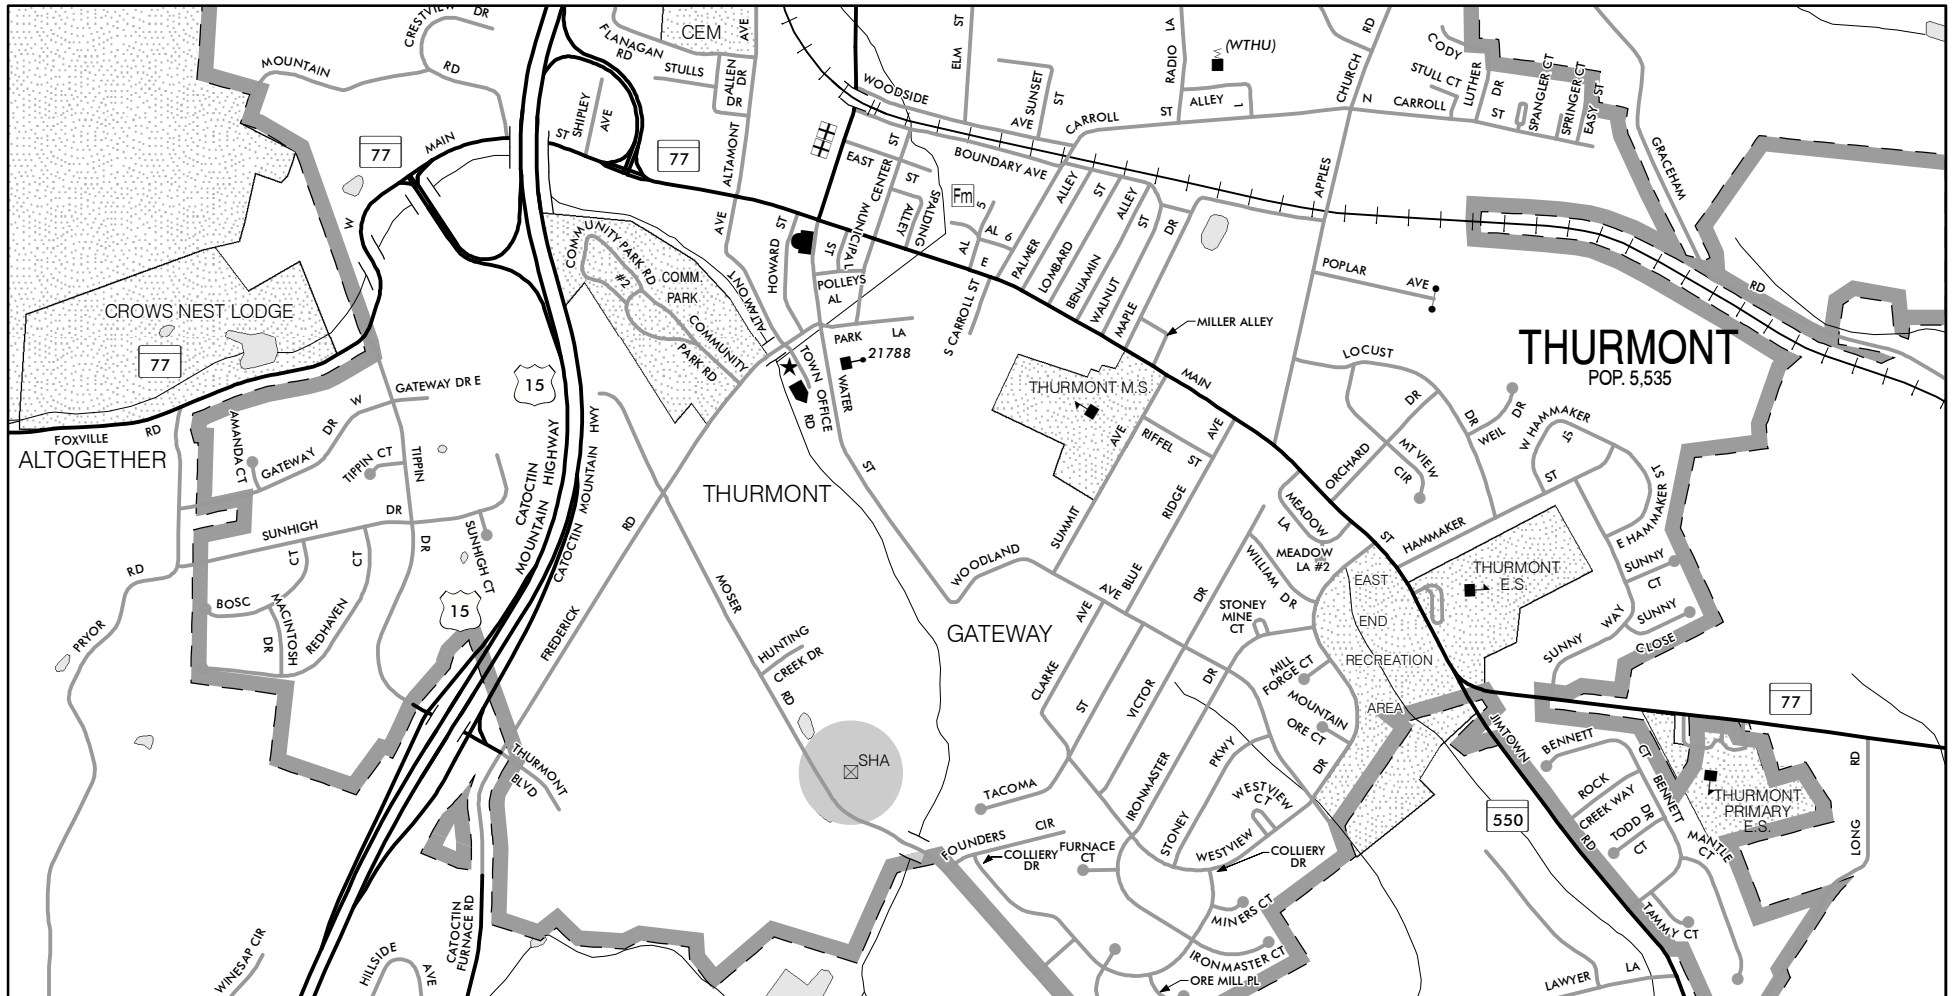 CRESTVIEW DR
MOUNTAIN RD
FLANAGAN RD
CEM
STULLS
ALLEN DR
DR
AVE
ELM ST
RADIO LA
(WTHU)
CHURCH RD
CODY
STULL CT
LUTHER DR
SPANGLER CT
SPRINGER CT
EASY ST
WOODSIDE AVE
SUNSET ST
CARROLL ST
ALLEY 1
N
CARROLL ST
GRACEHAM RD
SHIPLEY AVE
77
W MAIN ST
77
ALTAMONT AVE
EAST ST
CENTER ST
BOUNDARY AVE
MUNICIPAL
SPALDING ALLEY
Fm
5
AL 6
AL E
PALMER ALLEY
LOMBARD ST
BENJAMIN ALLEY
WALNUT ST
MAPLE DR
APPLES
HOWARD ST
ST
POLLEYS AL
COMMUNITY PARK RD #2
COMM. PARK
COMMUNITY PARK RD
ALTAMONT
S CARROLL ST
POPLAR AVE
CROWS NEST LODGE
77
MILLER ALLEY
THURMONT
POP. 5,535
PARK LA
21788
TOWN OFFICE RD
WATER ST
LOCUST DR
15
GATEWAY DR E
THURMONT M.S.
MAIN ST
FOXVILLE RD
ALTOGETHER
AMANDA CT
GATEWAY DR W
TIPPIN CT
TIPPIN DR
CATOCTIN MOUNTAIN HIGHWAY
CATOCTIN MOUNTAIN HWY
RIFFEL ST
SUMMIT AVE
BLUE RIDGE AVE
ORCHARD DR
MT VIEW CIR
WEIL DR
W HAMMAKER ST
HAMMAKER ST
E HAMMAKER ST
THURMONT
SUNHIGH DR
SUNHIGH CT
MEADOW LA
MEADOW LA #2
WOODLAND AVE
WILLIAM DR
THURMONT E.S.
SUNNY CT
SUNNY CLOSE
SUNNY WAY
PRYOR RD
BOSC
MACINTOSH DR
CT
REDHAVEN CT
15
FREDERICK RD
MOSER RD
HUNTING CREEK DR
GATEWAY
STONEY MINE CT
EAST END RECREATION AREA
MILL FORGE CT
MOUNTAIN ORE CT
CLARKE AVE
ST
VICTOR DR
77
JIMTOWN RD
BENNETT CT
BENNETT
ROCK CREEK WAY
TODD CT
DR
THURMONT PRIMARY E.S.
MANTLE CT
LONG RD
THURMONT BLVD
SHA
TACOMA
IRONMASTER DR
STONEY PKWY
WESTVIEW CT
WESTVIEW DR
550
FOUNDERS CIR
COLLIERY DR
FURNACE CT
COLLIERY DR
MINERS CT
IRONMASTER CT
ORE MILL PL
TAMMY CT
LAWYER LA
WINESAP CIR
HILLSIDE AVE
CATOCTIN FURNACE RD